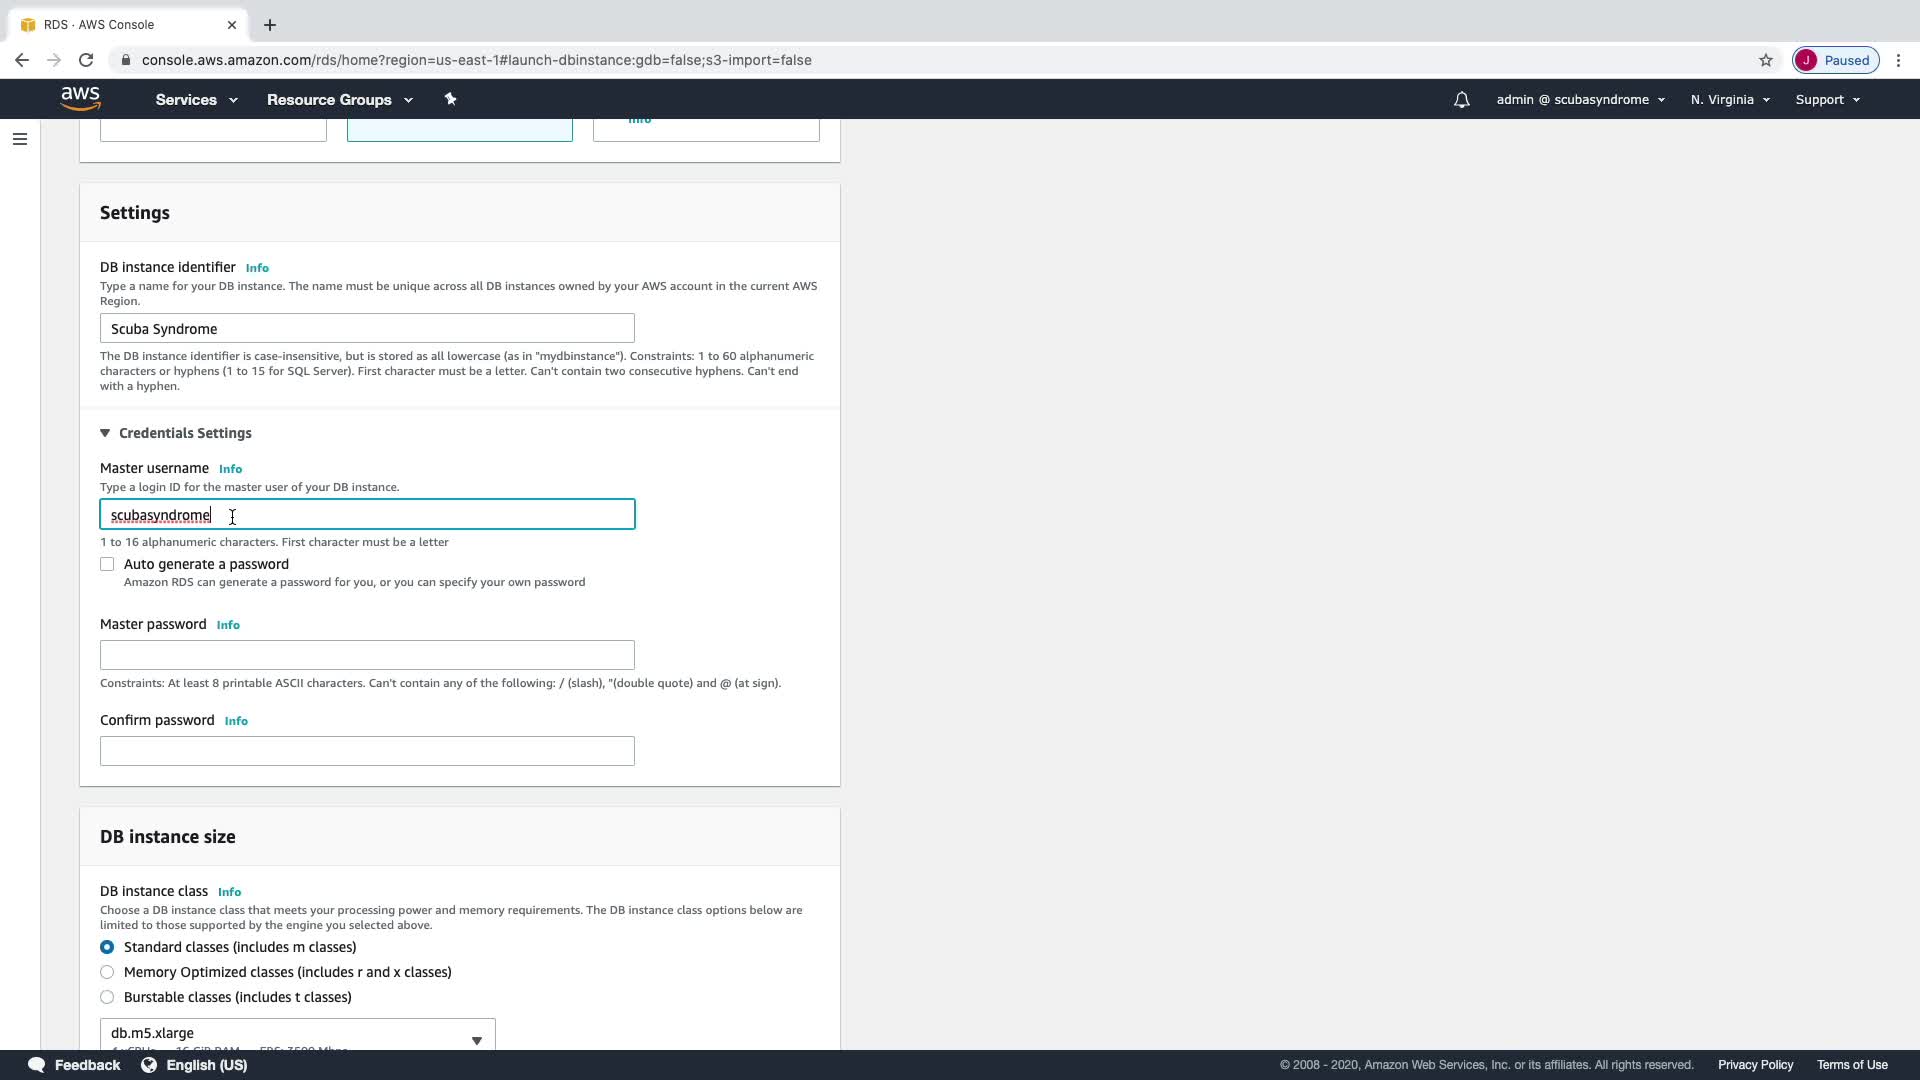 RDS · AWS Console
console.aws.amazon.com/rds/home?region=us-east-1#launch-dbinstance:gdb=false;s3-import=false
J Paused
aws Services Resource Groups admin @ scubasyndrome N. Virginia Support
Info
Settings
DB instance identifier Info
Type a name for your DB instance. The name must be unique across all DB instances owned by your AWS account in the current AWS
Region.
Scuba Syndrome
The DB instance identifier is case-insensitive, but is stored as all lowercase (as in "mydbinstance"). Constraints: 1 to 60 alphanumeric
characters or hyphens (1 to 15 for SQL Server). First character must be a letter. Can't contain two consecutive hyphens. Can't end
with a hyphen.
Credentials Settings
Master username Info
Type a login ID for the master user of your DB instance.
scubasyndrome
1 to 16 alphanumeric characters. First character must be a letter
Auto generate a password
Amazon RDS can generate a password for you, or you can specify your own password
Master password Info
Constraints: At least 8 printable ASCII characters. Can't contain any of the following: / (slash), "(double quote) and @ (at sign).
Confirm password Info
DB instance size
DB instance class Info
Choose a DB instance class that meets your processing power and memory requirements. The DB instance class options below are
limited to those supported by the engine you selected above.
Standard classes (includes m classes)
Memory Optimized classes (includes r and x classes)
Burstable classes (includes t classes)
db.m5.xlarge
Feedback English (US) © 2008 - 2020, Amazon Web Services, Inc. or its affiliates. All rights reserved. Privacy Policy Terms of Use